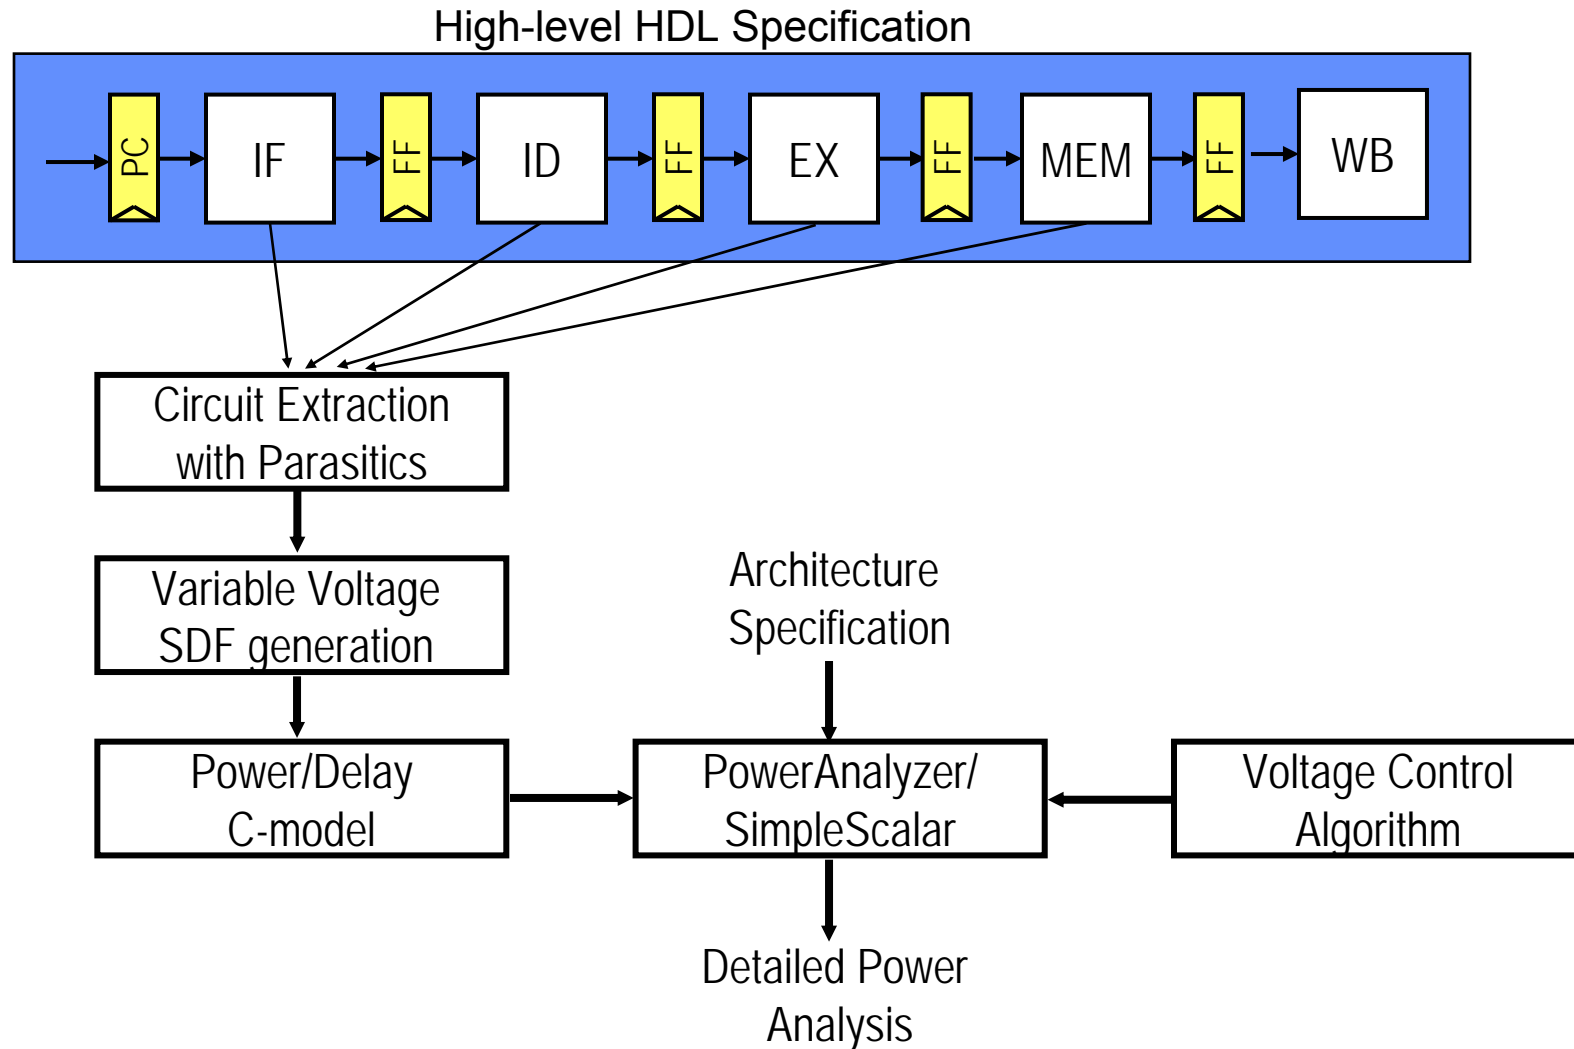 High-level HDL Specification
PC
IF
FF
ID
FF
EX
FF
MEM
FF
WB
Circuit Extraction
with Parasitics
Variable Voltage
SDF generation
Architecture
Specification
Power/Delay
C-model
PowerAnalyzer/
SimpleScalar
Voltage Control
Algorithm
Detailed Power
Analysis